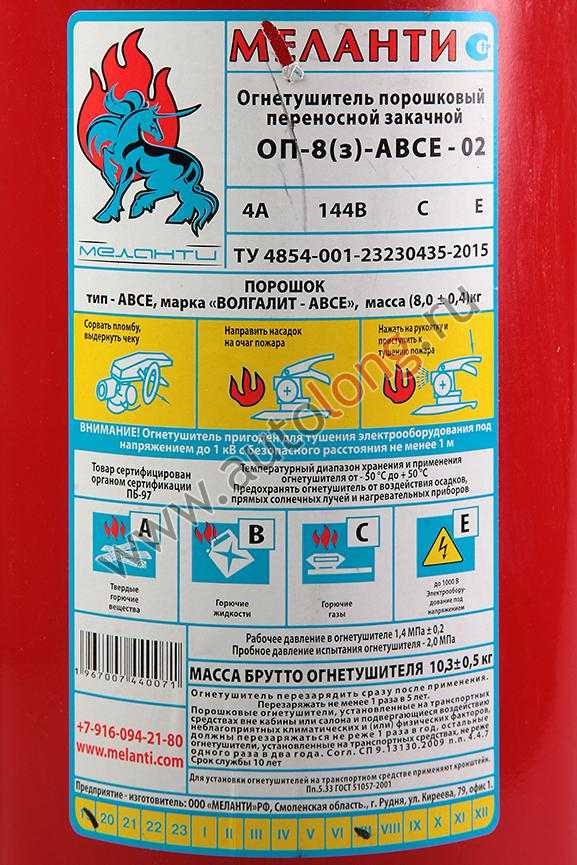 МЕЛАНТИ
Огнетушитель порошковый
переносной закачной
ОП-8(з)-АВСЕ - 02
4А 144В С Е
МЕЛАНТИ
ТУ 4854-001-23230435-2015
ПОРОШОК
тип - АВСЕ, марка «ВОЛГАЛИТ - АВСЕ», масса (8,0 ± 0,4)кг
Сорвать пломбу,
выдернуть чеку
Направить насадок
на очаг пожара
Нажать на рукоятку и
приступить к
тушению пожара
ВНИМАНИЕ! Огнетушитель пригоден для тушения электрооборудования под
напряжением до 1 кВ с безопасного расстояния не менее 1 м
Товар сертифицирован
органом сертификации
ПБ-97
Температурный диапазон хранения и применения
огнетушителя от - 50 °С до + 50 °С
Предохранять огнетушитель от воздействия осадков,
прямых солнечных лучей и нагревательных приборов
A
Твердые
горючие
вещества
B
Горючие
жидкости
C
Горючие
газы
E
до 1000 В
Электрообору-
дование под
напряжением
1967007440071
Рабочее давление в огнетушителе 1,4 МПа ± 0,2
Пробное давление испытания огнетушителя - 2,0 МПа
МАССА БРУТТО ОГНЕТУШИТЕЛЯ 10,3± 0,5 кг
Огнетушитель перезарядить сразу после применения.
Перезаряжать не менее 1 раза в 5 лет.
Порошковые огнетушители, установленные на транспортных
средствах вне кабины или салона и подвергающиеся воздействию
неблагоприятных климатических и (или) физических факторов,
должны перезаряжаться не реже 1 раза в год, остальные
огнетушители, установленные на транспортных средствах, не реже
одного раза в два года. Согл. СП 9.13130.2009 пп. 4.4.7
Срок службы 10 лет
+7-916-094-21-80
www.melanti.com
Для установки огнетушителей на транспортном средстве применяют кронштейн.
Пп.5.33 ГОСТ 51057-2001
Предприятие - изготовитель: ООО «МЕЛАНТИ»РФ, Смоленская область., г. Рудня, ул. Киреева, 79, офис 1.
20 21 22 23 I II III IV V VI VIII IX X XI XII
www.autolong.ru